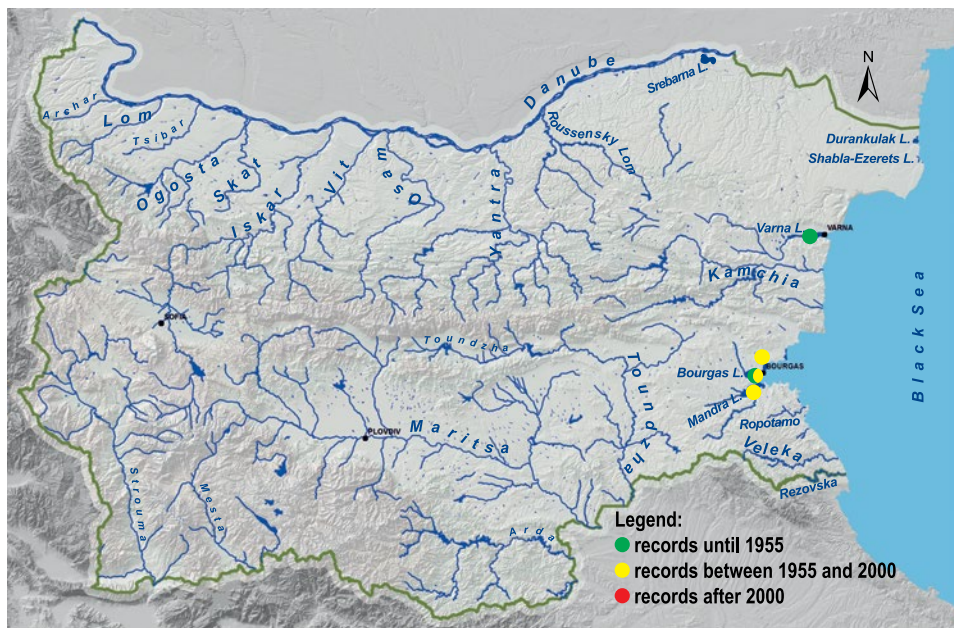 N
Danube
Srebarna L.
Archar
Lom
Tsibar
Roussensky Lom
Durankulak L.
Shabla-Ezerets L.
Ogosta
Skat
Iskar
Vit
Osam
Yantra
Varna L.
VARNA
Kamchia
Black Sea
SOFIA
Toundzha
Toundzha
Bourgas L.
BOURGAS
Mandra L.
Ropotamo
PLOVDIV
Maritsa
Veleka
Rezovska
Strouma
Mesta
Arda
Legend:
records until 1955
records between 1955 and 2000
records after 2000